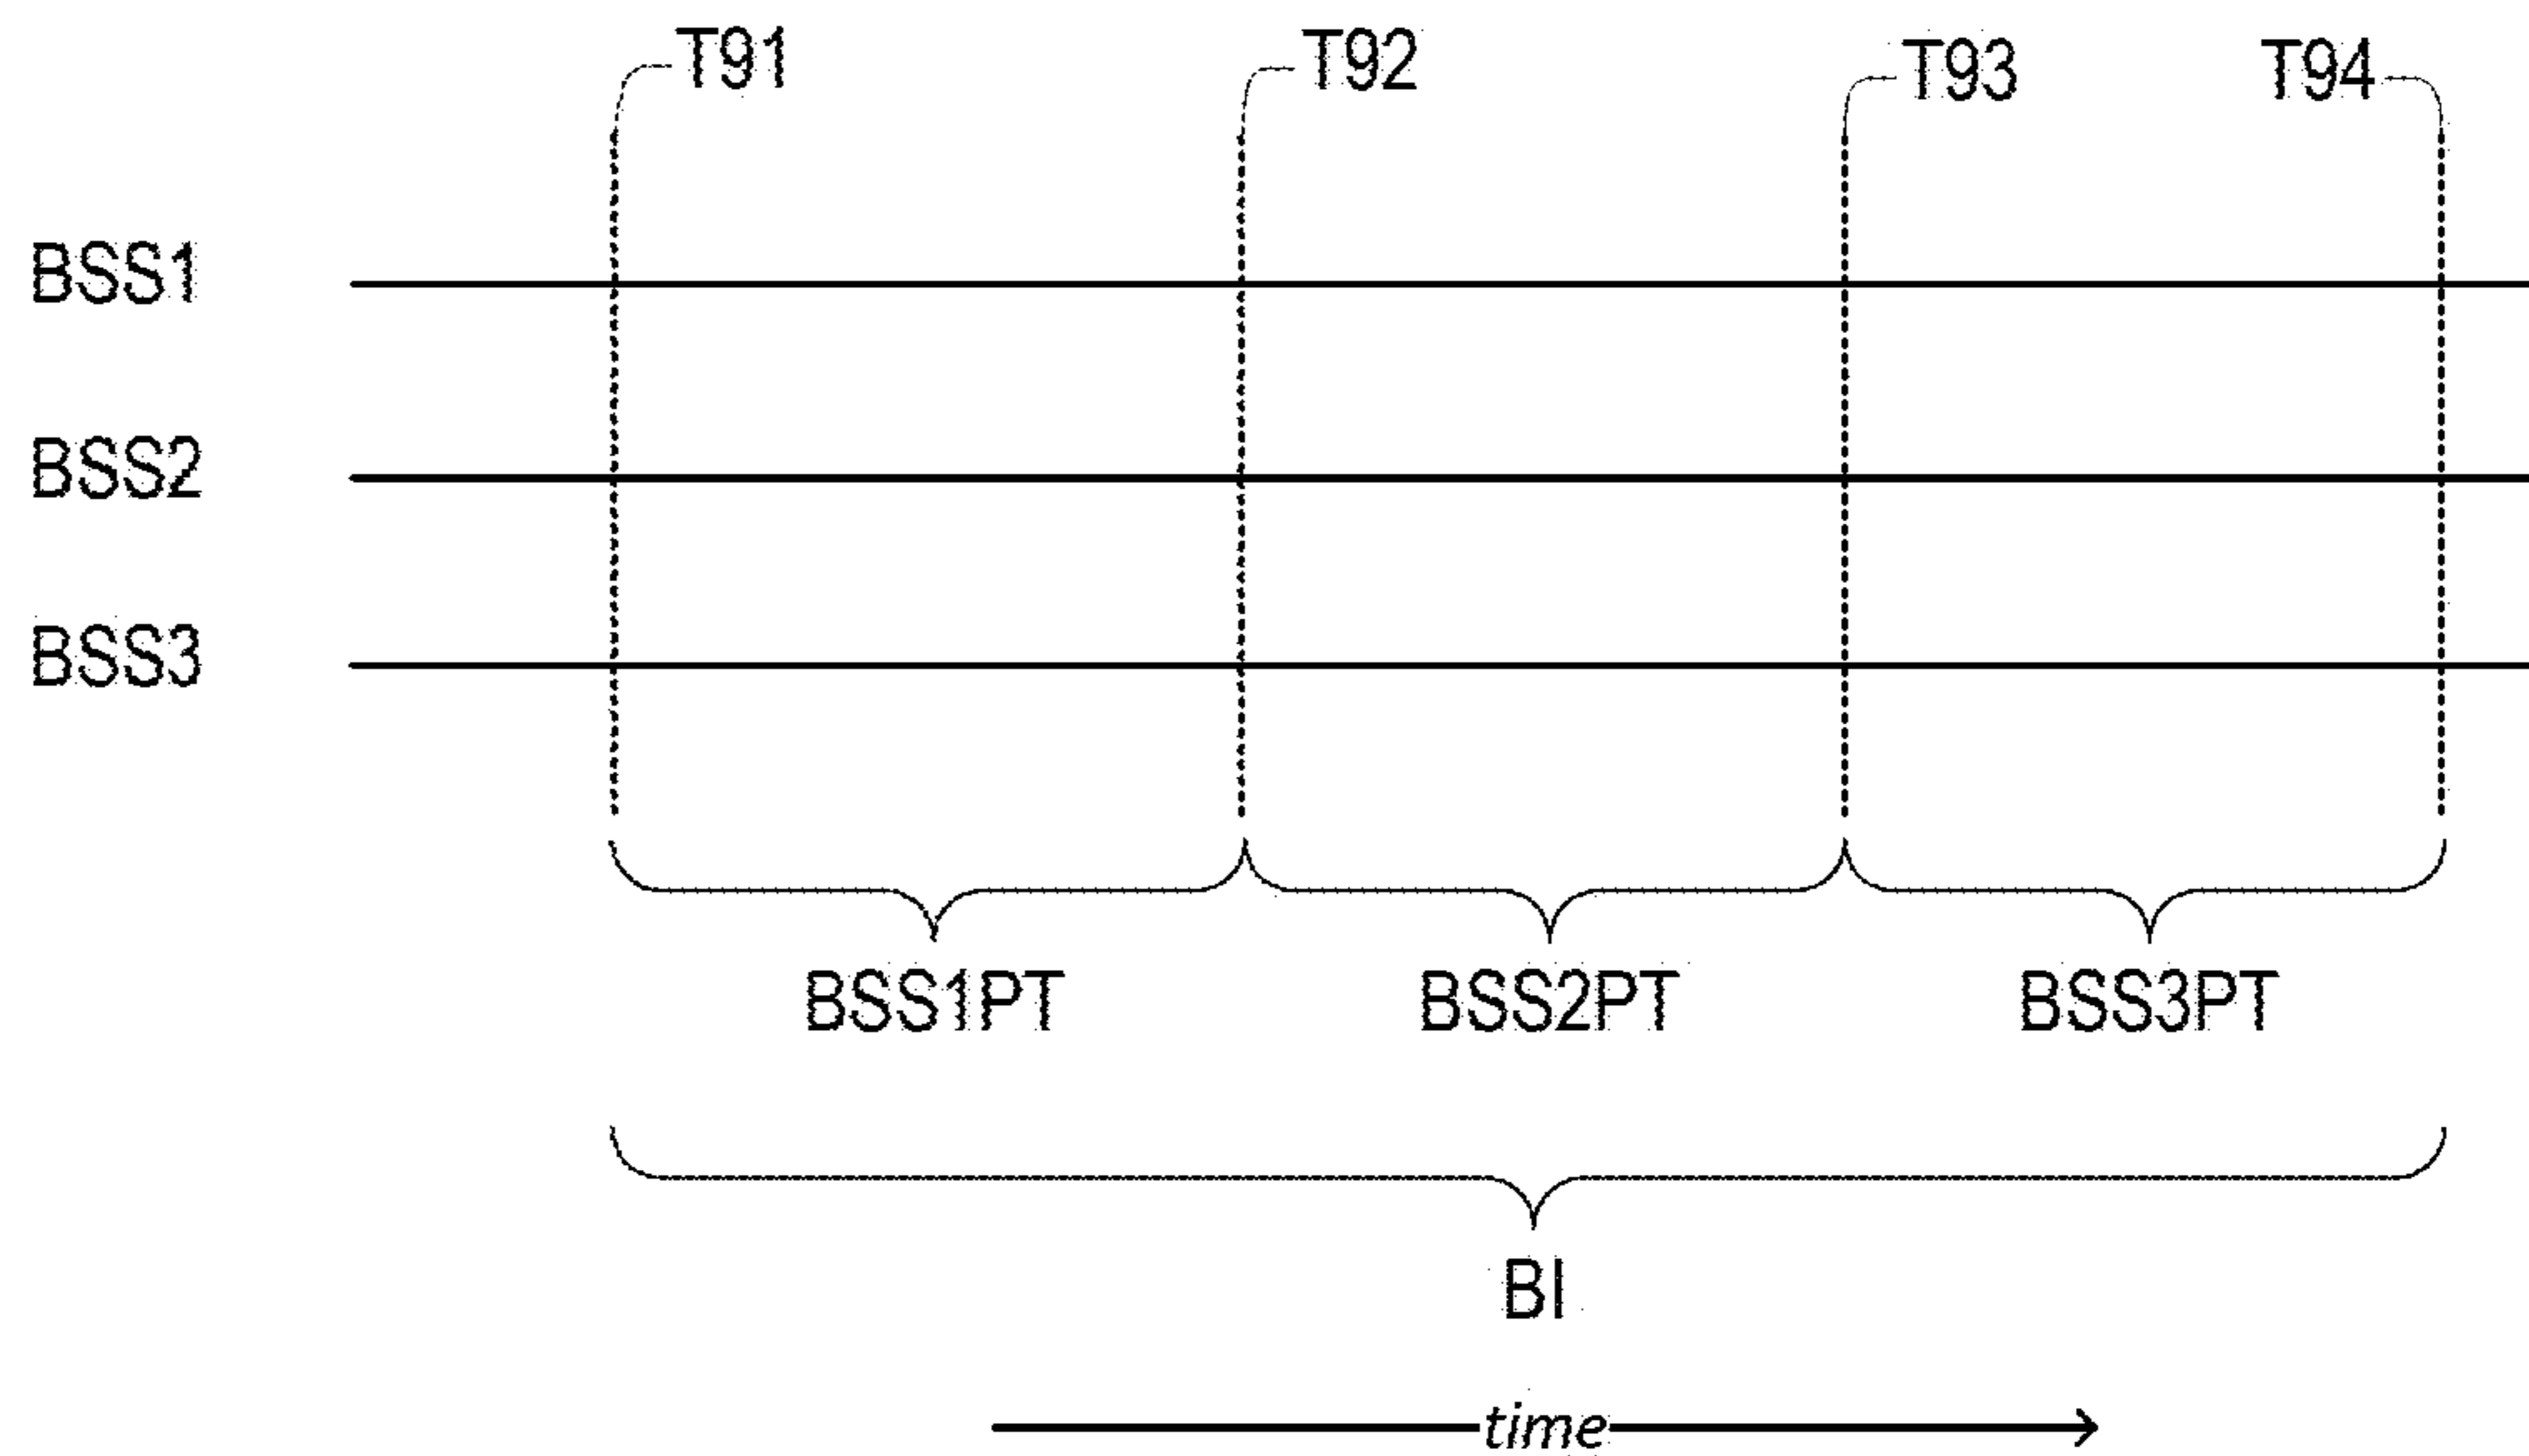 T91 T92 T93 T94
BSS1
BSS2
BSS3
BSS1PT BSS2PT BSS3PT
BI
time